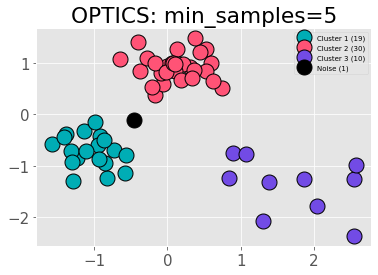 OPTICS: min_samples=5
Cluster 1 (19)
Cluster 2 (30)
Cluster 3 (10)
Noise (1)
1
0
−1
−2
−1 0 1 2